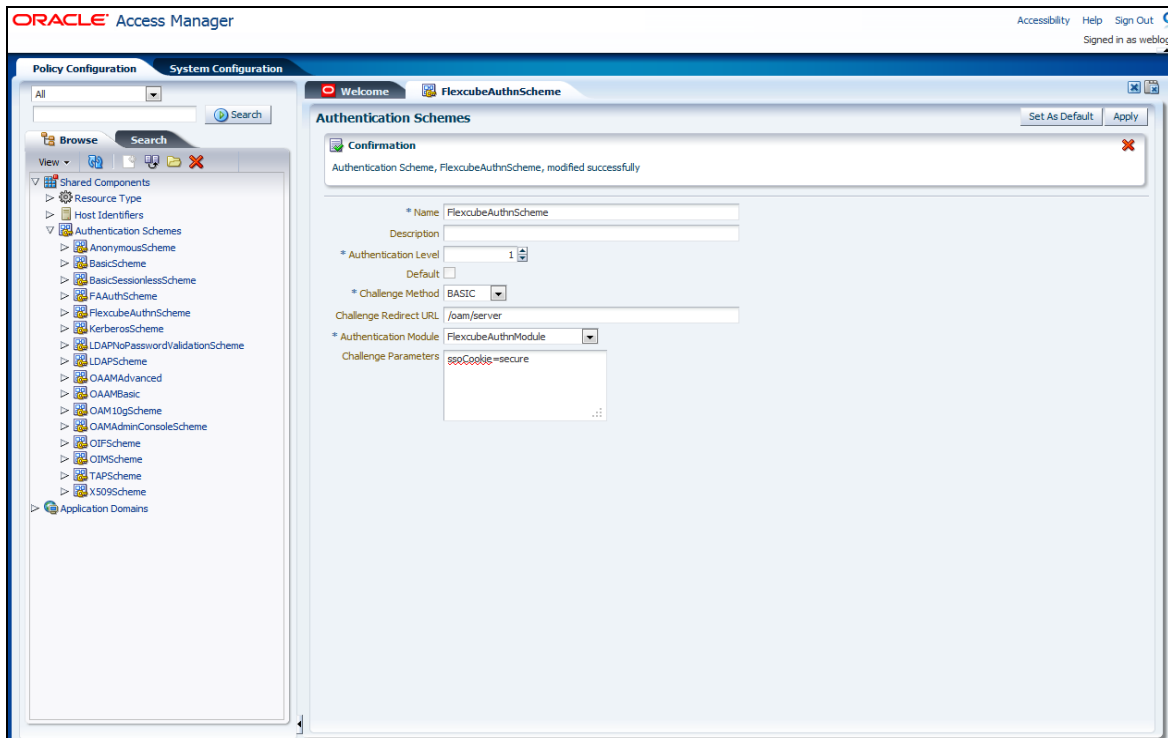 ORACLE Access Manager
Accessibility Help Sign Out
Signed in as weblog
Policy Configuration
System Configuration
All
Search
Browse
Search
View
Shared Components
Resource Type
Host Identifiers
Authentication Schemes
AnonymousScheme
BasicScheme
BasicSessionlessScheme
FAAuthScheme
FlexcubeAuthnScheme
KerberosScheme
LDAPNoPasswordValidationScheme
LDAPScheme
OAAMAdvanced
OAAMBasic
OAM10gScheme
OAMAdminConsoleScheme
OIFScheme
OIMScheme
TAPScheme
X509Scheme
Application Domains
Welcome
FlexcubeAuthnScheme
Authentication Schemes
Set As Default
Apply
Confirmation
Authentication Scheme, FlexcubeAuthnScheme, modified successfully
* Name FlexcubeAuthnScheme
Description
* Authentication Level 1
Default
* Challenge Method BASIC
Challenge Redirect URL /oam/server
* Authentication Module FlexcubeAuthnModule
Challenge Parameters ssoCookie=secure